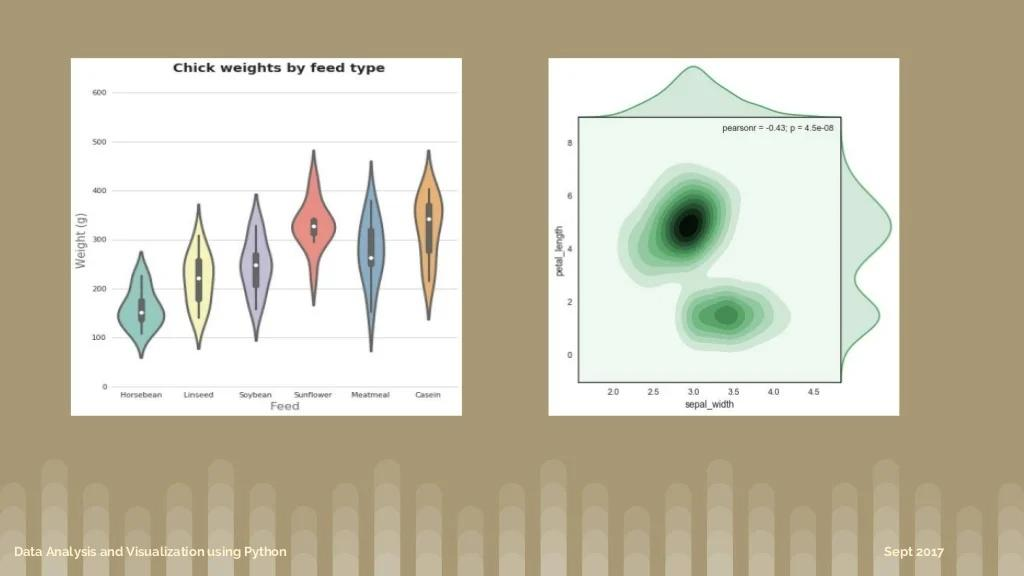 Chick weights by feed type
600
500
400
300
200
100
0
Weight (g)
Horsebean Linseed Soybean Sunflower Meatmeal Casein
Feed
pearsonr = -0.43; p = 4.5e-08
8
6
4
2
0
petal_length
2.0 2.5 3.0 3.5 4.0 4.5
sepal_width
Data Analysis and Visualization using Python
Sept 2017